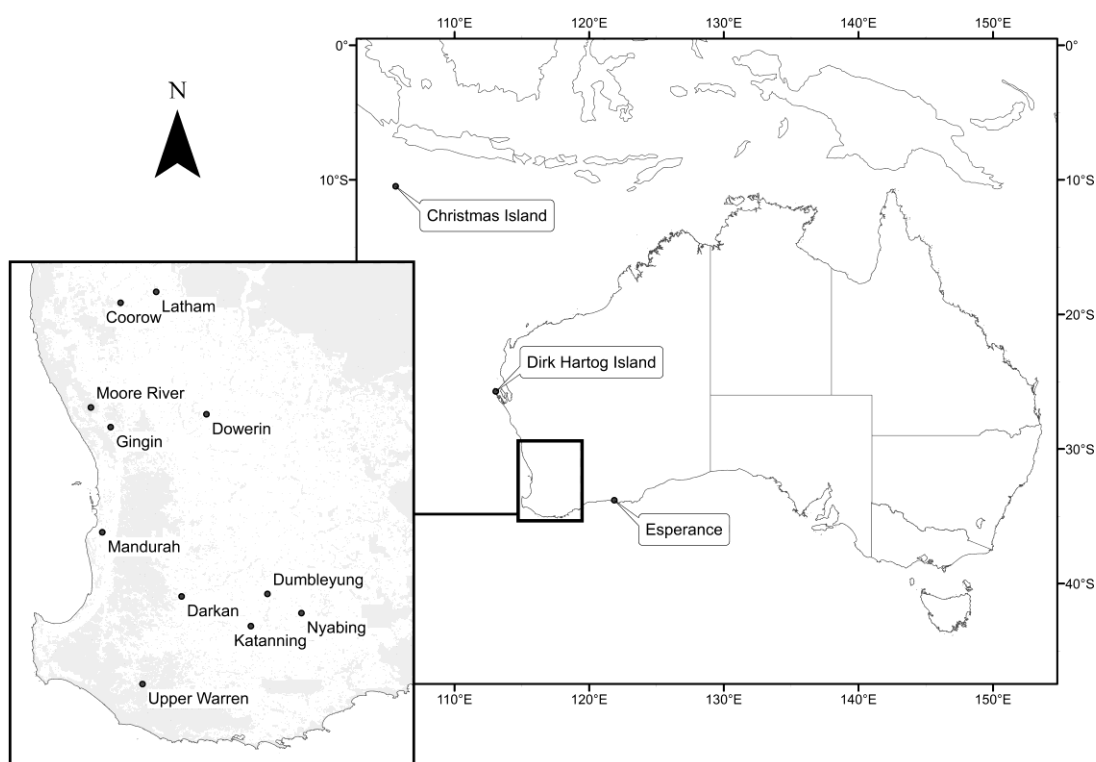 110°E 120°E 130°E 140°E 150°E
0° 0°
N
10°S 10°S
Christmas Island
20°S 20°S
Dirk Hartog Island
30°S 30°S
Esperance
40°S 40°S
110°E 120°E 130°E 140°E 150°E
Latham
Coorow
Moore River
Dowerin
Gingin
Mandurah
Dumbleyung
Darkan
Nyabing
Katanning
Upper Warren